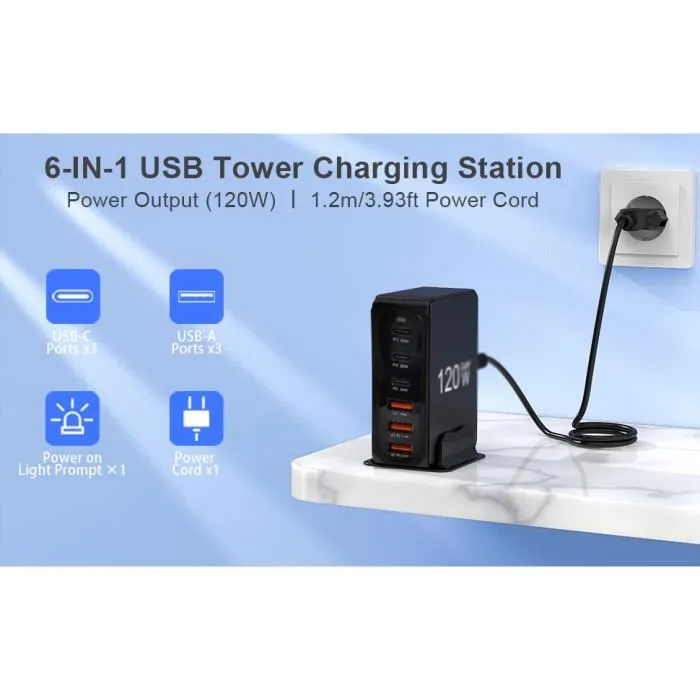 6-IN-1 USB Tower Charging Station
Power Output (120W) | 1.2m/3.93ft Power Cord
USB-C
Ports x3
USB-A
Ports x3
Power on
Light Prompt ×1
Power
Cord x1
120W